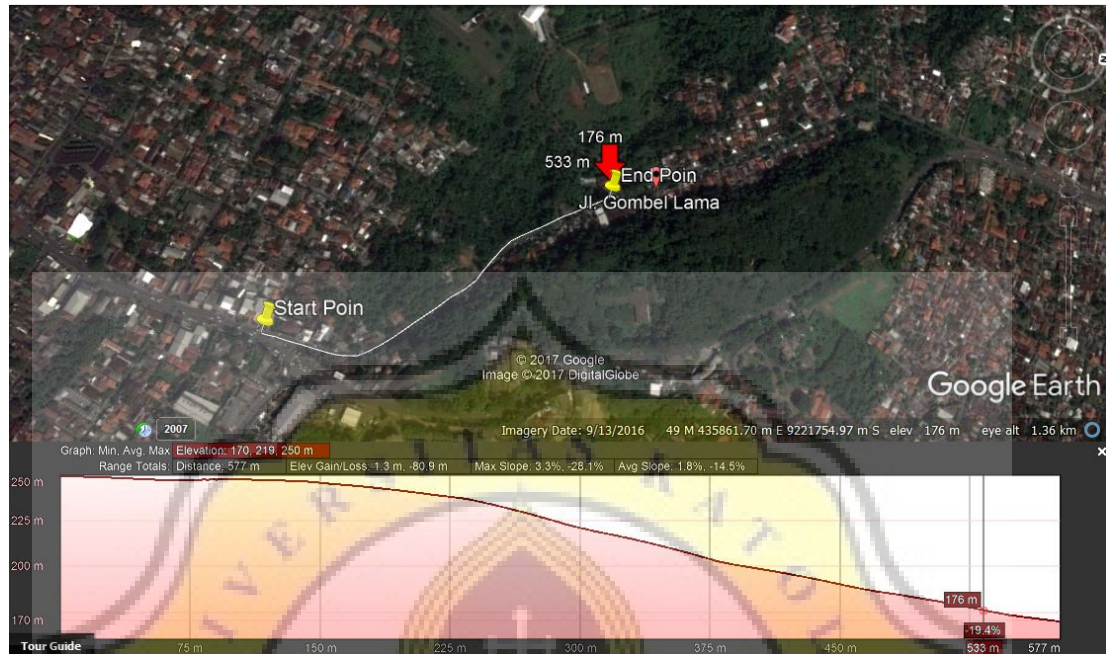 176 m
533 m
End Poin
Jl. Gombel Lama
Start Poin
© 2017 Google
Image © 2017 DigitalGlobe
Google Earth
2007
Imagery Date: 9/13/2016 49 M 435861.70 m E 9221754.97 m S elev 176 m eye alt 1.36 km
Graph: Min, Avg, Max Elevation: 170, 219, 250 m
Range Totals: Distance: 577 m Elev Gain/Loss: 1.3 m, -80.9 m Max Slope: 3.3%, -28.1% Avg Slope: 1.8%, -14.5%
250 m
225 m
200 m
170 m
176 m
-19.4%
Tour Guide
75 m 150 m 225 m 300 m 375 m 450 m 533 m 577 m